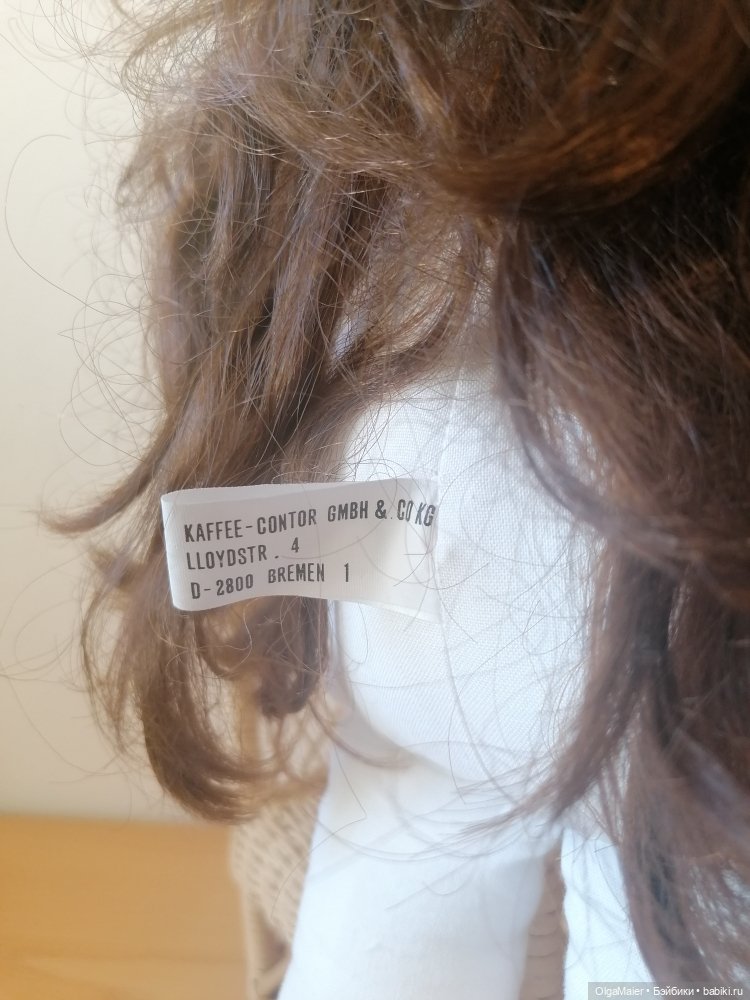 KAFFEE-CONTOR GMBH & CO KG
LLOYDSTR. 4
D-2800 BREMEN 1
OlgaMaier • Бэйбики • babiki.ru